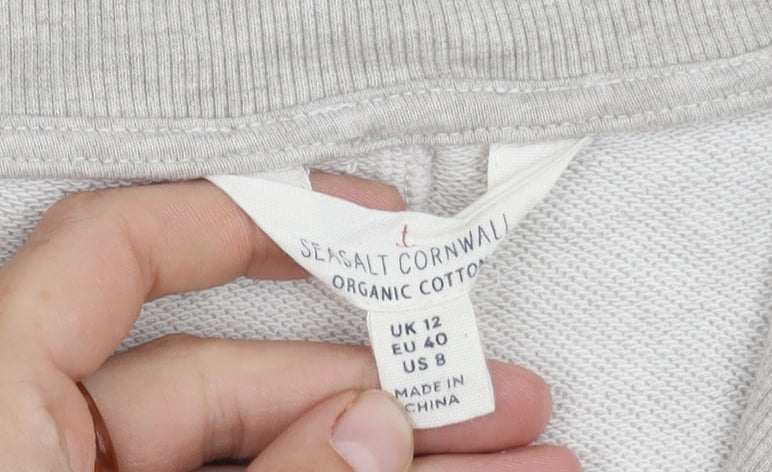 SEASALT CORNWALL
ORGANIC COTTON
UK 12
EU 40
US 8
MADE IN
CHINA